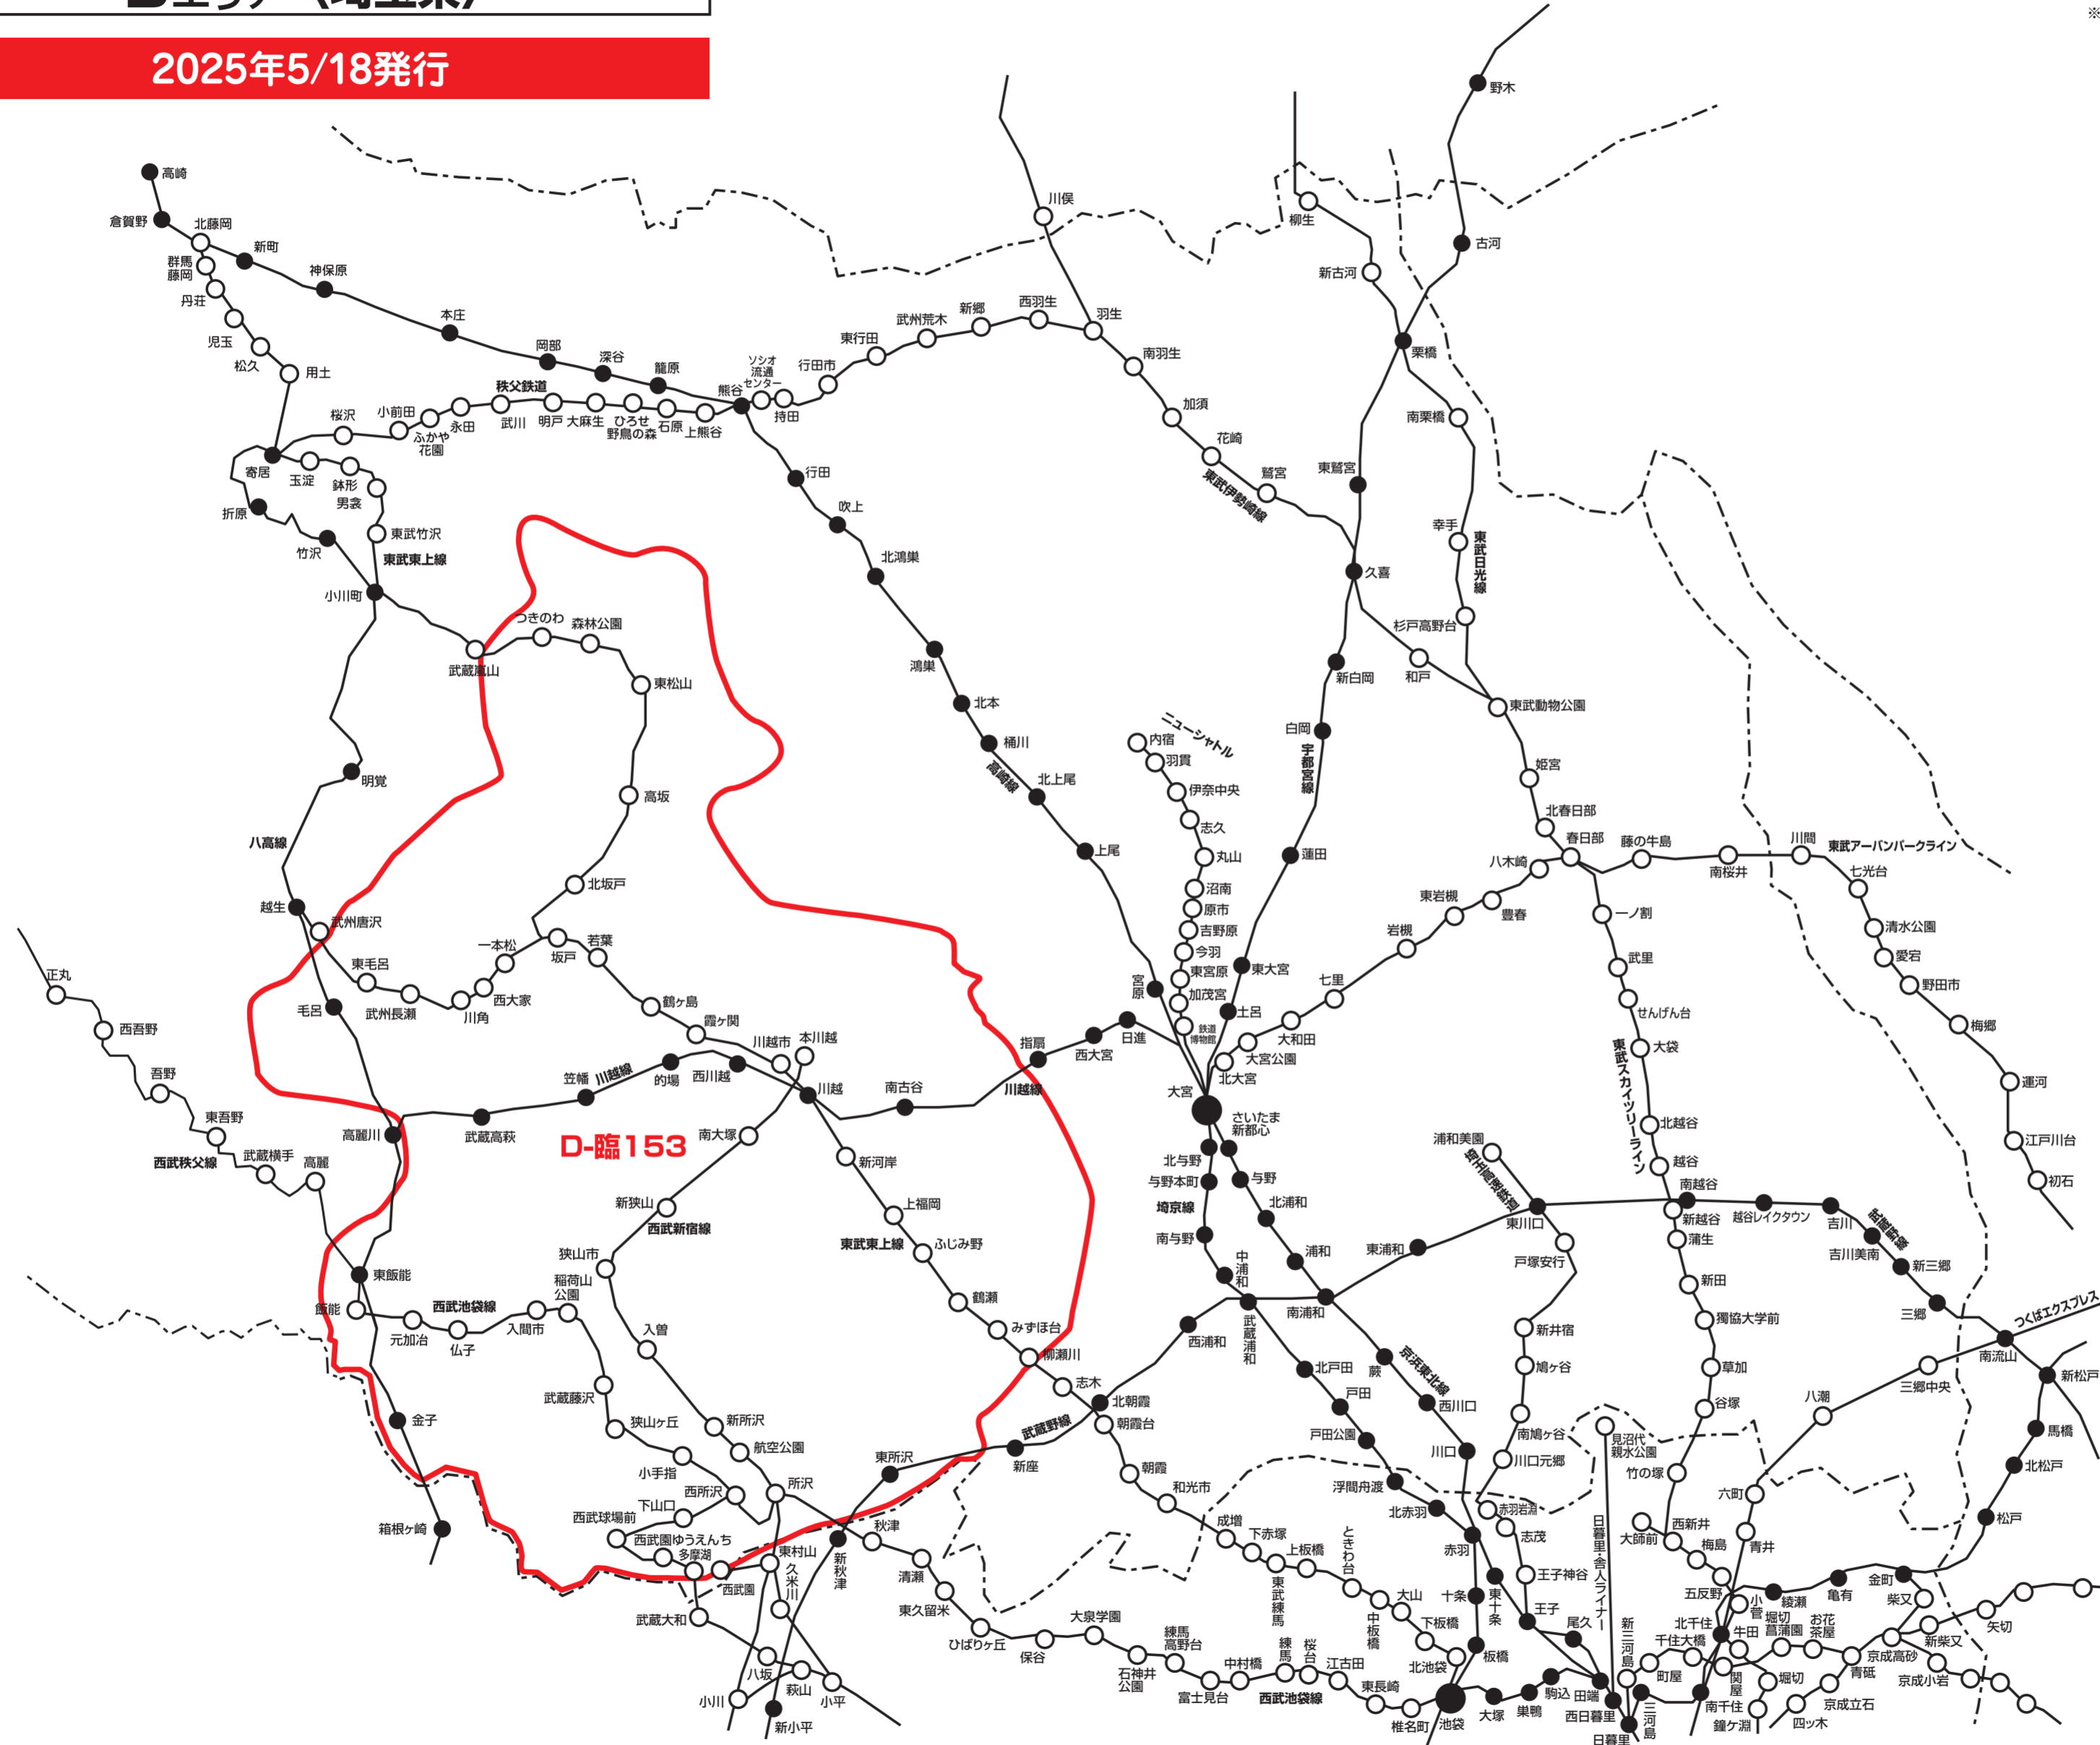 Dエリア(埼玉県)
※
2025年5/18発行
高崎
倉賀野
北藤岡
群馬
藤岡
新町
神保原
丹荘
児玉
松久
用土
本庄
岡部
深谷
籠原
熊谷
ソシオ
流通
センター
持田
行田市
東行田
武州荒木
新郷
西羽生
羽生
川俣
南羽生
加須
花崎
鷲宮
東武伊勢崎線
柳生
新古河
野木
古河
栗橋
南栗橋
東鷲宮
幸手
東武日光線
久喜
杉戸高野台
和戸
新白岡
白岡
宇都宮線
東武動物公園
姫宮
北春日部
春日部
八木崎
藤の牛島
南桜井
川間
東武アーバンパークライン
七光台
清水公園
愛宕
野田市
梅郷
運河
江戸川台
初石
秩父鉄道
桜沢
小前田
ふかや
花園
永田
武川
明戸
大麻生
ひろせ
野鳥の森
石原
上熊谷
寄居
玉淀
鉢形
男衾
折原
竹沢
東武竹沢
東武東上線
小川町
行田
吹上
北鴻巣
鴻巣
北本
桶川
高崎線
北上尾
上尾
宮原
つきのわ
森林公園
武蔵嵐山
東松山
高坂
北坂戸
明覚
八高線
越生
武州唐沢
東毛呂
武州長瀬
川角
西大家
一本松
坂戸
若葉
鶴ヶ島
霞ヶ関
川越市
本川越
毛呂
ニューシャトル
内宿
羽貫
伊奈中央
志久
丸山
沼南
原市
吉野原
今羽
東宮原
加茂宮
鉄道
博物館
蓮田
東大宮
土呂
豊春
東岩槻
岩槻
七里
大和田
大宮公園
北大宮
大宮
一ノ割
武里
せんげん台
大袋
東武スカイツリーライン
北越谷
越谷
南越谷
新越谷
越谷レイクタウン
吉川
武蔵野線
吉川美南
新三郷
三郷
つくばエクスプレス
南流山
新松戸
蒲生
新田
獨協大学前
草加
谷塚
三郷中央
八潮
馬橋
北松戸
松戸
正丸
西吾野
吾野
東吾野
武蔵横手
高麗
西武秩父線
高麗川
武蔵高萩
笠幡
川越線
的場
西川越
川越
南古谷
川越線
指扇
西大宮
日進
D-臨153
南大塚
新狭山
西武新宿線
狭山市
稲荷山
公園
入曽
新河岸
上福岡
東武東上線
ふじみ野
鶴瀬
みずほ台
柳瀬川
志木
北朝霞
朝霞台
朝霞
和光市
東飯能
飯能
元加治
西武池袋線
仏子
入間市
武蔵藤沢
狭山ヶ丘
小手指
新所沢
航空公園
所沢
西所沢
下山口
西武球場前
西武園ゆうえんち
多摩湖
西武園
東村山
久米川
新秋津
秋津
東所沢
新座
武蔵野線
金子
箱根ヶ崎
武蔵大和
八坂
小川
萩山
小平
新小平
さいたま
新都心
北与野
与野本町
与野
埼京線
北浦和
南与野
中浦和
浦和
南浦和
東浦和
西浦和
武蔵浦和
浦和美園
埼玉高速鉄道
東川口
戸塚安行
新井宿
鳩ヶ谷
南鳩ヶ谷
川口元郷
赤羽岩淵
志茂
王子神谷
北戸田
戸田
戸田公園
浮間舟渡
北赤羽
赤羽
蕨
京浜東北線
西川口
川口
十条
東十条
王子
板橋
見沼代
親水公園
日暮里・舎人ライナー
竹の塚
大師前
西新井
梅島
五反野
六町
青井
小菅
綾瀬
亀有
金町
柴又
北千住
牛田
堀切
菖蒲園
お花
茶屋
千住大橋
町屋
新三河島
関屋
堀切
鐘ケ淵
南千住
三河島
青砥
京成立石
四ッ木
京成高砂
新柴又
矢切
京成小岩
清瀬
東久留米
ひばりヶ丘
保谷
大泉学園
石神井
公園
練馬
高野台
富士見台
中村橋
練馬
西武池袋線
桜台
江古田
東長崎
椎名町
池袋
成増
下赤塚
東武練馬
上板橋
ときわ台
中板橋
大山
下板橋
北池袋
大塚
巣鴨
駒込
田端
尾久
西日暮里
日暮里